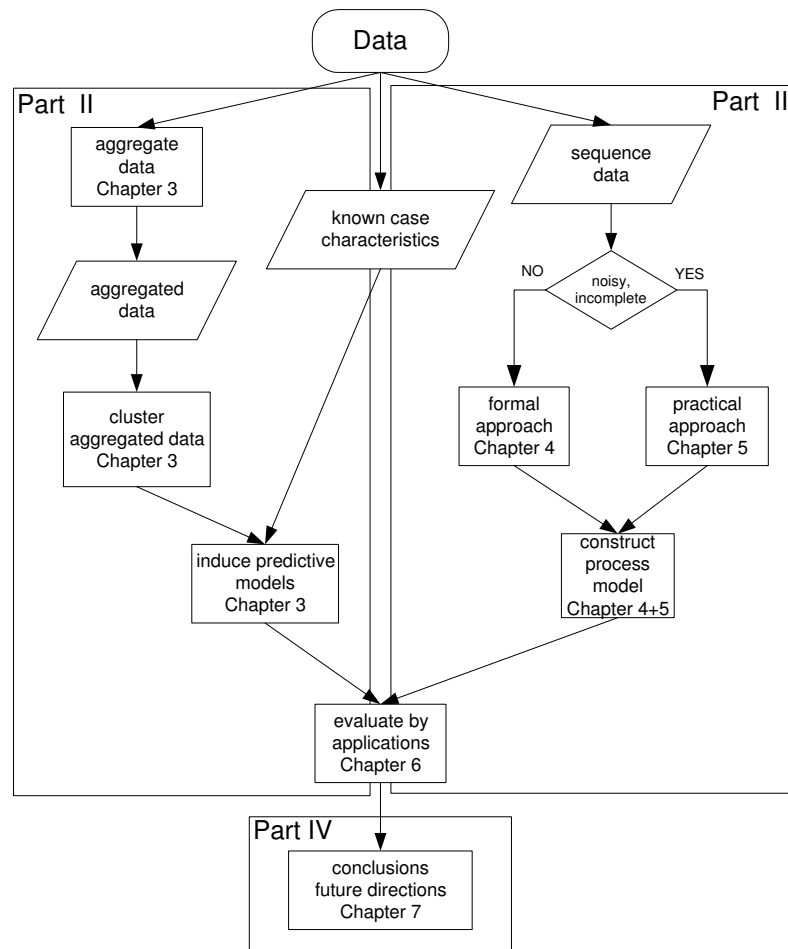 Data
Part II
Part II
aggregate
data
Chapter 3
sequence
data
known case
characteristics
aggregated
data
NO
noisy,
incomplete
YES
cluster
aggregated data
Chapter 3
formal
approach
Chapter 4
practical
approach
Chapter 5
induce predictive
models
Chapter 3
construct
process
model
Chapter 4+5
evaluate by
applications
Chapter 6
Part IV
conclusions
future directions
Chapter 7